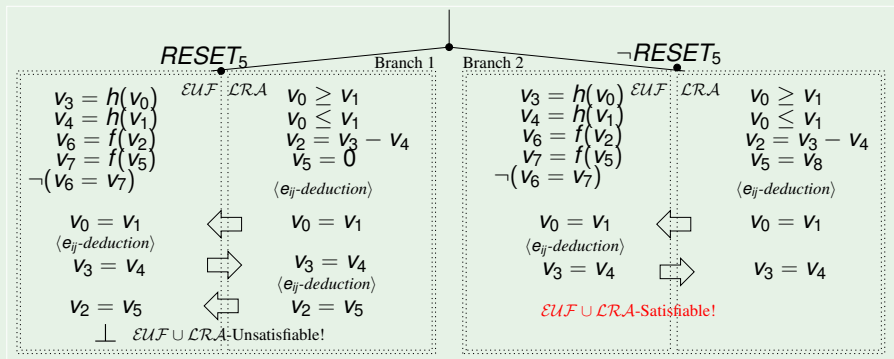 RESET₅
¬RESET₅
Branch 1
Branch 2
EUF LRA
v₃ = h(v₀)
v₄ = h(v₁)
v₆ = f(v₂)
v₇ = f(v₅)
¬(v₆ = v₇)
v₀ ≥ v₁
v₀ ≤ v₁
v₂ = v₃ − v₄
v₅ = 0
⟨eᵢⱼ-deduction⟩
v₀ = v₁
v₀ = v₁
⟨eᵢⱼ-deduction⟩
v₃ = v₄
v₃ = v₄
⟨eᵢⱼ-deduction⟩
v₂ = v₅
v₂ = v₅
⊥ EUF ∪ LRA-Unsatisfiable!
EUF LRA
v₃ = h(v₀)
v₄ = h(v₁)
v₆ = f(v₂)
v₇ = f(v₅)
¬(v₆ = v₇)
v₀ ≥ v₁
v₀ ≤ v₁
v₂ = v₃ − v₄
v₅ = v₈
⟨eᵢⱼ-deduction⟩
v₀ = v₁
v₀ = v₁
⟨eᵢⱼ-deduction⟩
v₃ = v₄
v₃ = v₄
EUF ∪ LRA-Satisfiable!